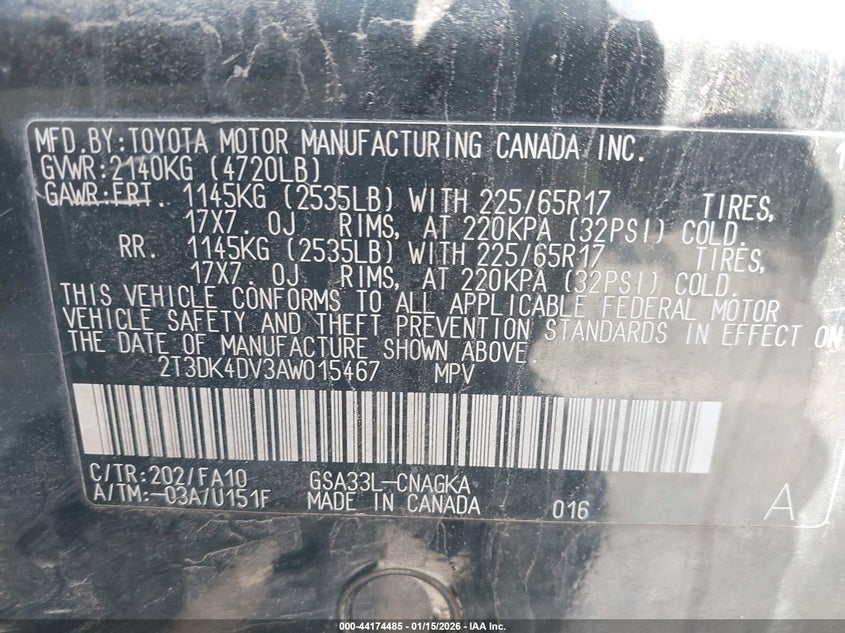 MFD.BY:TOYOTA MOTOR MANUFACTURING CANADA INC.
GVWR:2140KG (4720LB)
GAWR:FRT. 1145KG (2535LB) WITH 225/65R17 TIRES,
17X7.0J RIMS, AT 220KPA (32PSI) COLD.
RR. 1145KG (2535LB) WITH 225/65R17 TIRES,
17X7.0J RIMS, AT 220KPA (32PSI) COLD.
THIS VEHICLE CONFORMS TO ALL APPLICABLE FEDERAL MOTOR
VEHICLE SAFETY AND THEFT PREVENTION STANDARDS IN EFFECT ON
THE DATE OF MANUFACTURE SHOWN ABOVE.
2T3DK4DV3AW015467 MPV
C/TR:202/FA10 GSA33L-CNAGKA
A/TM:-03A/U151F MADE IN CANADA 016 A
000-44174485 - 01/15/2026 - IAA Inc.